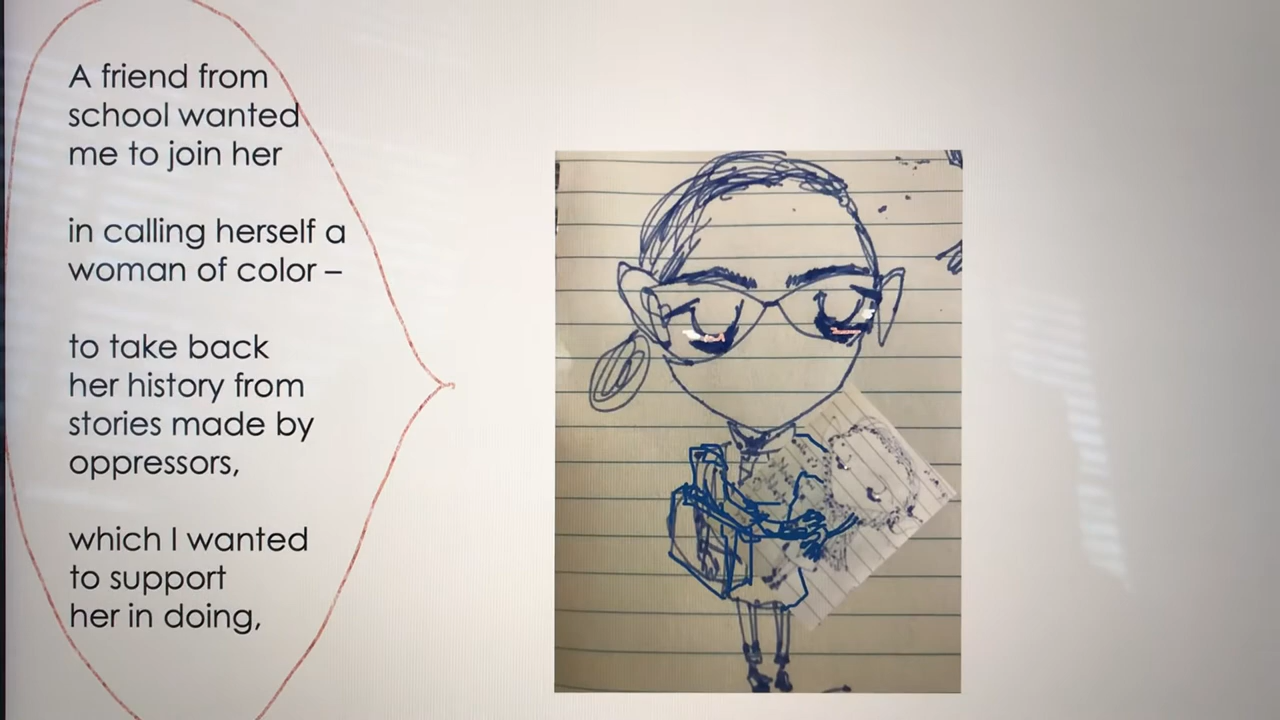 A friend from
school wanted
me to join her
in calling herself a
woman of color –
to take back
her history from
stories made by
oppressors,
which I wanted
to support
her in doing,